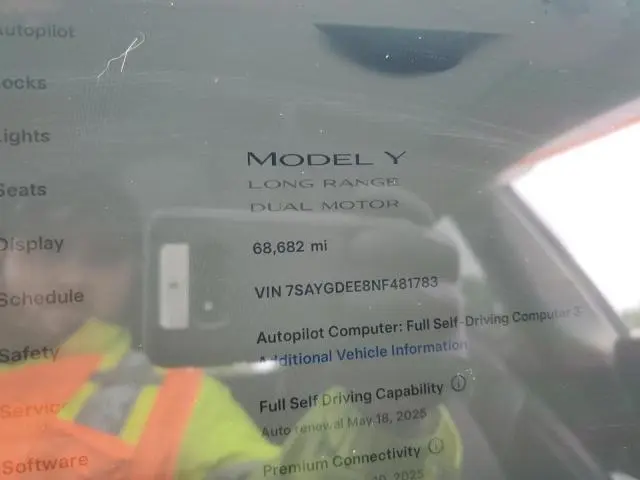 Autopilot
Locks
Lights
Seats
Display
Schedule
Safety
Service
Software
MODEL Y
LONG RANGE
DUAL MOTOR
68,682 mi
VIN 7SAYGDEE8NF481783
Autopilot Computer: Full Self-Driving Computer 3
Additional Vehicle Information
Full Self Driving Capability
Auto renewal May 18, 2025
Premium Connectivity
2025